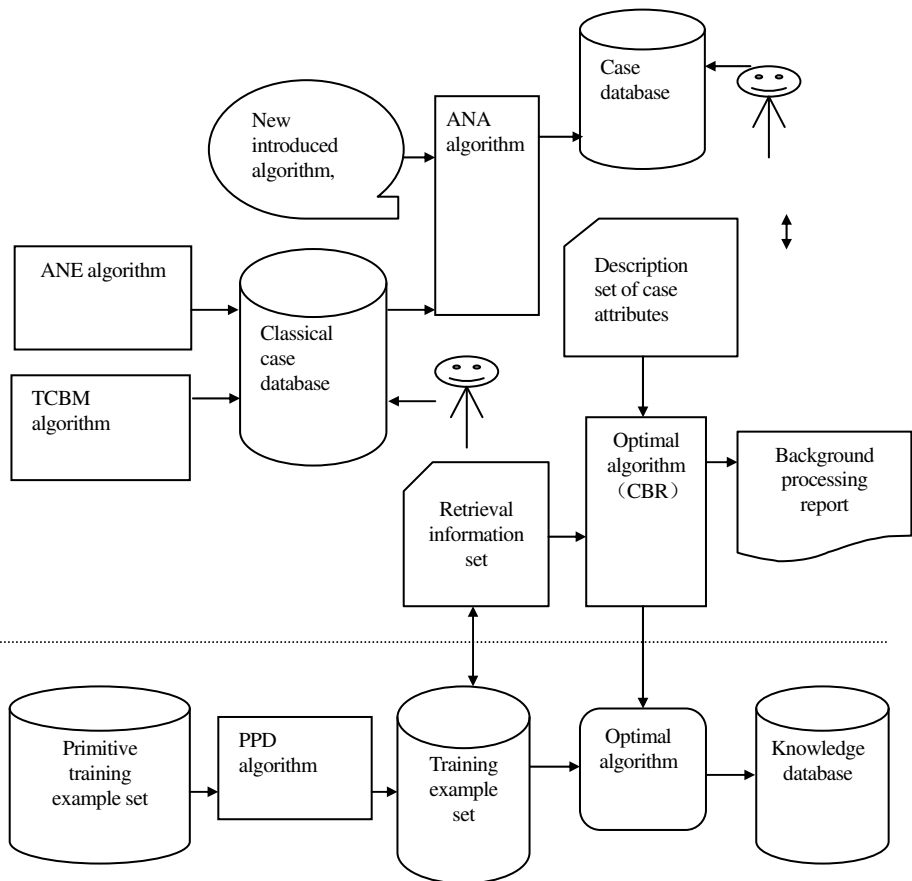 Case
database
New
introduced
algorithm,
ANA
algorithm
ANE algorithm
Description
set of case
attributes
Classical
case
database
TCBM
algorithm
Optimal
algorithm
（CBR）
Background
processing
report
Retrieval
information
set
Primitive
training
example set
PPD
algorithm
Training
example
set
Optimal
algorithm
Knowledge
database